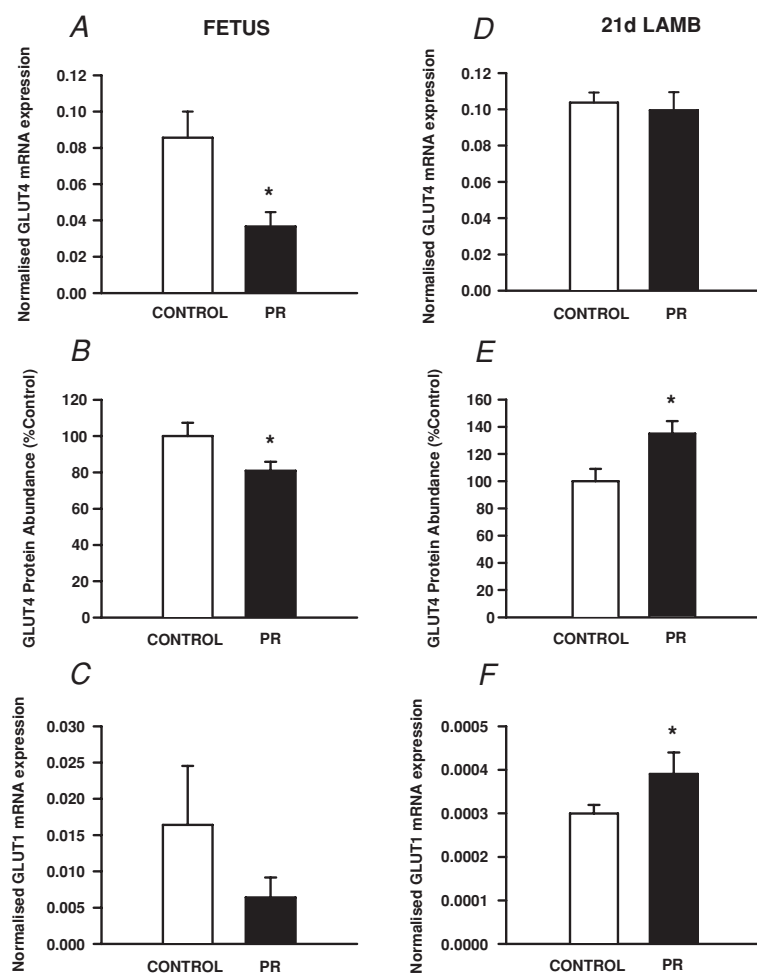 A
FETUS
Normalised GLUT4 mRNA expression
0.12
0.10
0.08
0.06
0.04
0.02
0.00
*
CONTROL PR
B
GLUT4 Protein Abundance (%Control)
120
100
80
60
40
20
0
*
CONTROL PR
C
Normalised GLUT1 mRNA expression
0.030
0.025
0.020
0.015
0.010
0.005
0.000
CONTROL PR
D
21d LAMB
Normalised GLUT4 mRNA expression
0.12
0.10
0.08
0.06
0.04
0.02
0.00
CONTROL PR
E
GLUT4 Protein Abundance (%Control)
160
140
120
100
80
60
40
20
0
*
CONTROL PR
F
Normalised GLUT1 mRNA expression
0.0005
0.0004
0.0003
0.0002
0.0001
0.0000
*
CONTROL PR